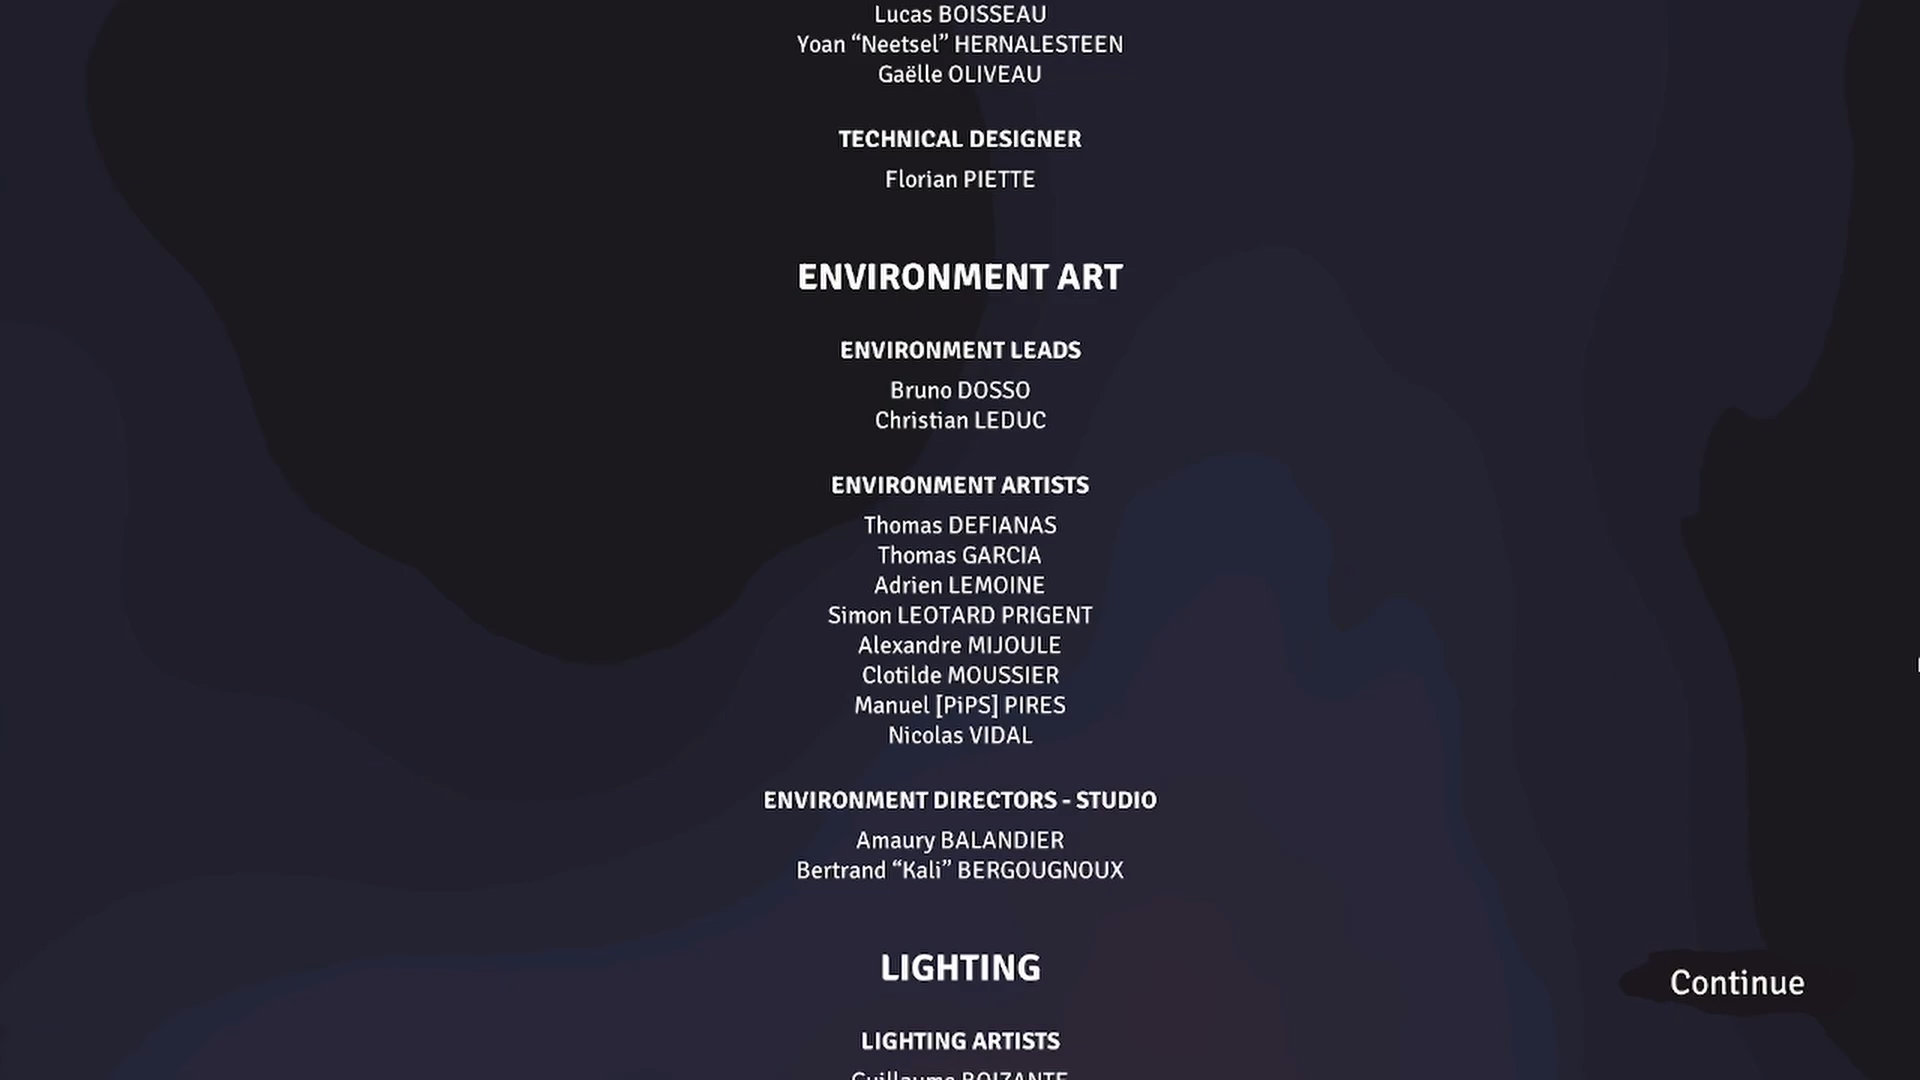 Lucas BOISSEAU
Yoan “Neetsel” HERNALESTEEN
Gaëlle OLIVEAU
TECHNICAL DESIGNER
Florian PIETTE
ENVIRONMENT ART
ENVIRONMENT LEADS
Bruno DOSSO
Christian LEDUC
ENVIRONMENT ARTISTS
Thomas DEFIANAS
Thomas GARCIA
Adrien LEMOINE
Simon LEOTARD PRIGENT
Alexandre MIJOULE
Clotilde MOUSSIER
Manuel [PiPS] PIRES
Nicolas VIDAL
ENVIRONMENT DIRECTORS - STUDIO
Amaury BALANDIER
Bertrand “Kali” BERGOUGNOUX
LIGHTING
Continue
LIGHTING ARTISTS
Guillaume BOIZANTE